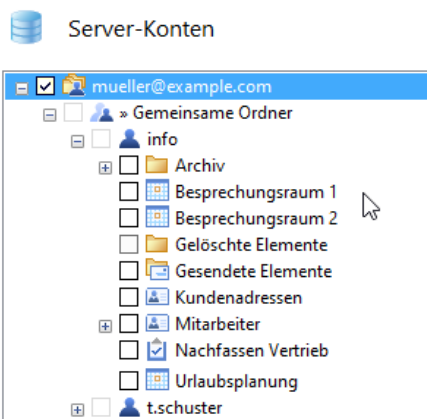 Server-Konten
mueller@example.com
» Gemeinsame Ordner
info
Archiv
Besprechungsraum 1
Besprechungsraum 2
Gelöschte Elemente
Gesendete Elemente
Kundenadressen
Mitarbeiter
Nachfassen Vertrieb
Urlaubsplanung
t.schuster